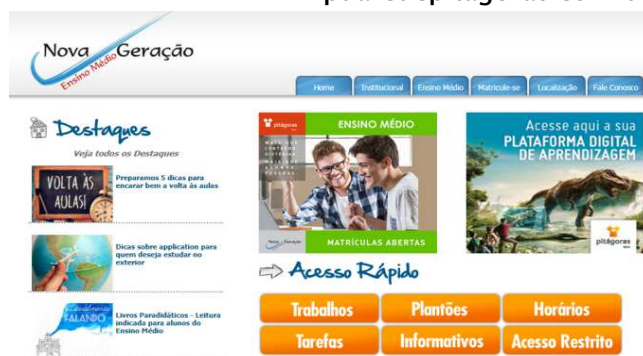 Nova Geração
Ensino Médio
Home
Institucional
Ensino Médio
Matricule-se
Localização
Fale Conosco
Destaques
Veja todos os Destaques
VOLTA ÀS
AULAS!
Preparamos 5 dicas para
encarar bem a volta às aulas
Dicas sobre application para
quem deseja estudar no
exterior
FALANDO
Livros Paradidáticos - Leitura
indicada para alunos do
Ensino Médio
pitágoras
ENSINO MÉDIO
Nova Geração
MATRÍCULAS ABERTAS
Acesse aqui a sua
PLATAFORMA DIGITAL
DE APRENDIZAGEM
pitágoras
Acesso Rápido
Trabalhos
Plantões
Horários
Tarefas
Informativos
Acesso Restrito